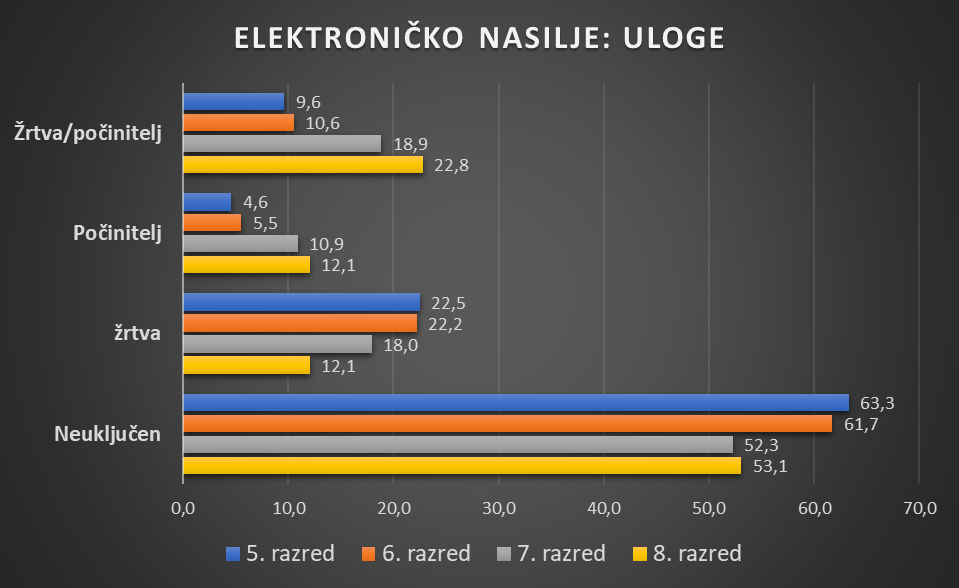 ELEKTRONIČKO NASILJE: ULOGE
Žrtva/počinitelj
9,6
10,6
18,9
22,8
Počinitelj
4,6
5,5
10,9
12,1
žrtva
22,5
22,2
18,0
12,1
Neuključen
63,3
61,7
52,3
53,1
0,0 10,0 20,0 30,0 40,0 50,0 60,0 70,0
5. razred 6. razred 7. razred 8. razred